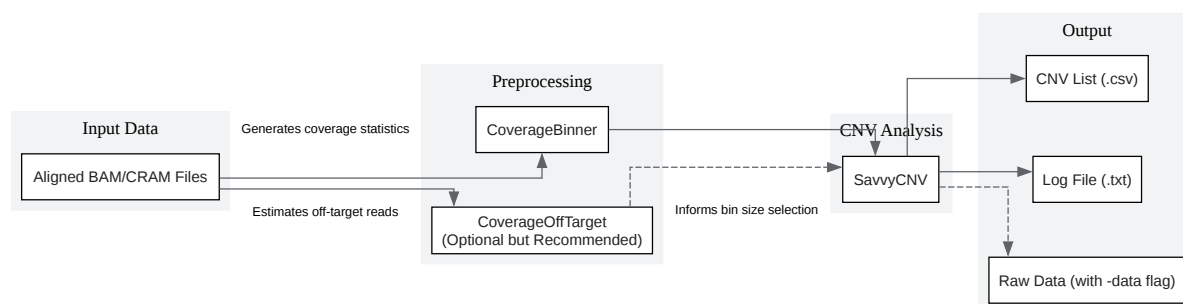 Input Data
Aligned BAM/CRAM Files
Generates coverage statistics
Estimates off-target reads
Preprocessing
CoverageBinner
CoverageOffTarget
(Optional but Recommended)
Informs bin size selection
CNV Analysis
SavvyCNV
Output
CNV List (.csv)
Log File (.txt)
Raw Data (with -data flag)